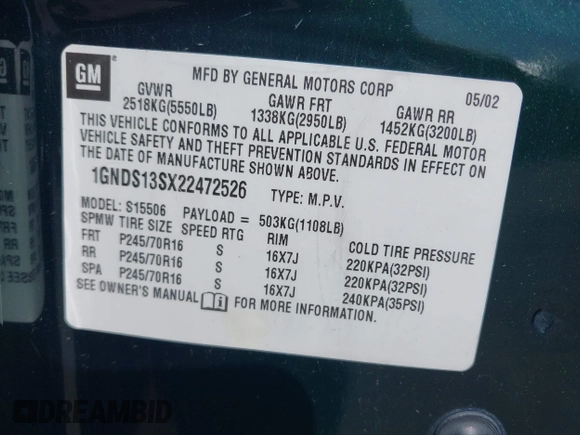 GM
MFD BY GENERAL MOTORS CORP 05/02
GVWR GAWR FRT GAWR RR
2518KG(5550LB) 1338KG(2950LB) 1452KG(3200LB)
THIS VEHICLE CONFORMS TO ALL APPLICABLE U.S. FEDERAL MOTOR
VEHICLE SAFETY AND THEFT PREVENTION STANDARDS IN EFFECT ON
THE DATE OF MANUFACTURE SHOWN ABOVE.
1GNDS13SX22472526 TYPE: M.P.V.
MODEL: S15506 PAYLOAD = 503KG(1108LB)
SPMW TIRE SIZE SPEED RTG RIM COLD TIRE PRESSURE
FRT P245/70R16 S 16X7J 220KPA(32PSI)
RR P245/70R16 S 16X7J 220KPA(32PSI)
SPA P245/70R16 S 16X7J 240KPA(35PSI)
SEE OWNER'S MANUAL FOR MORE INFORMATION.
DREAMBID